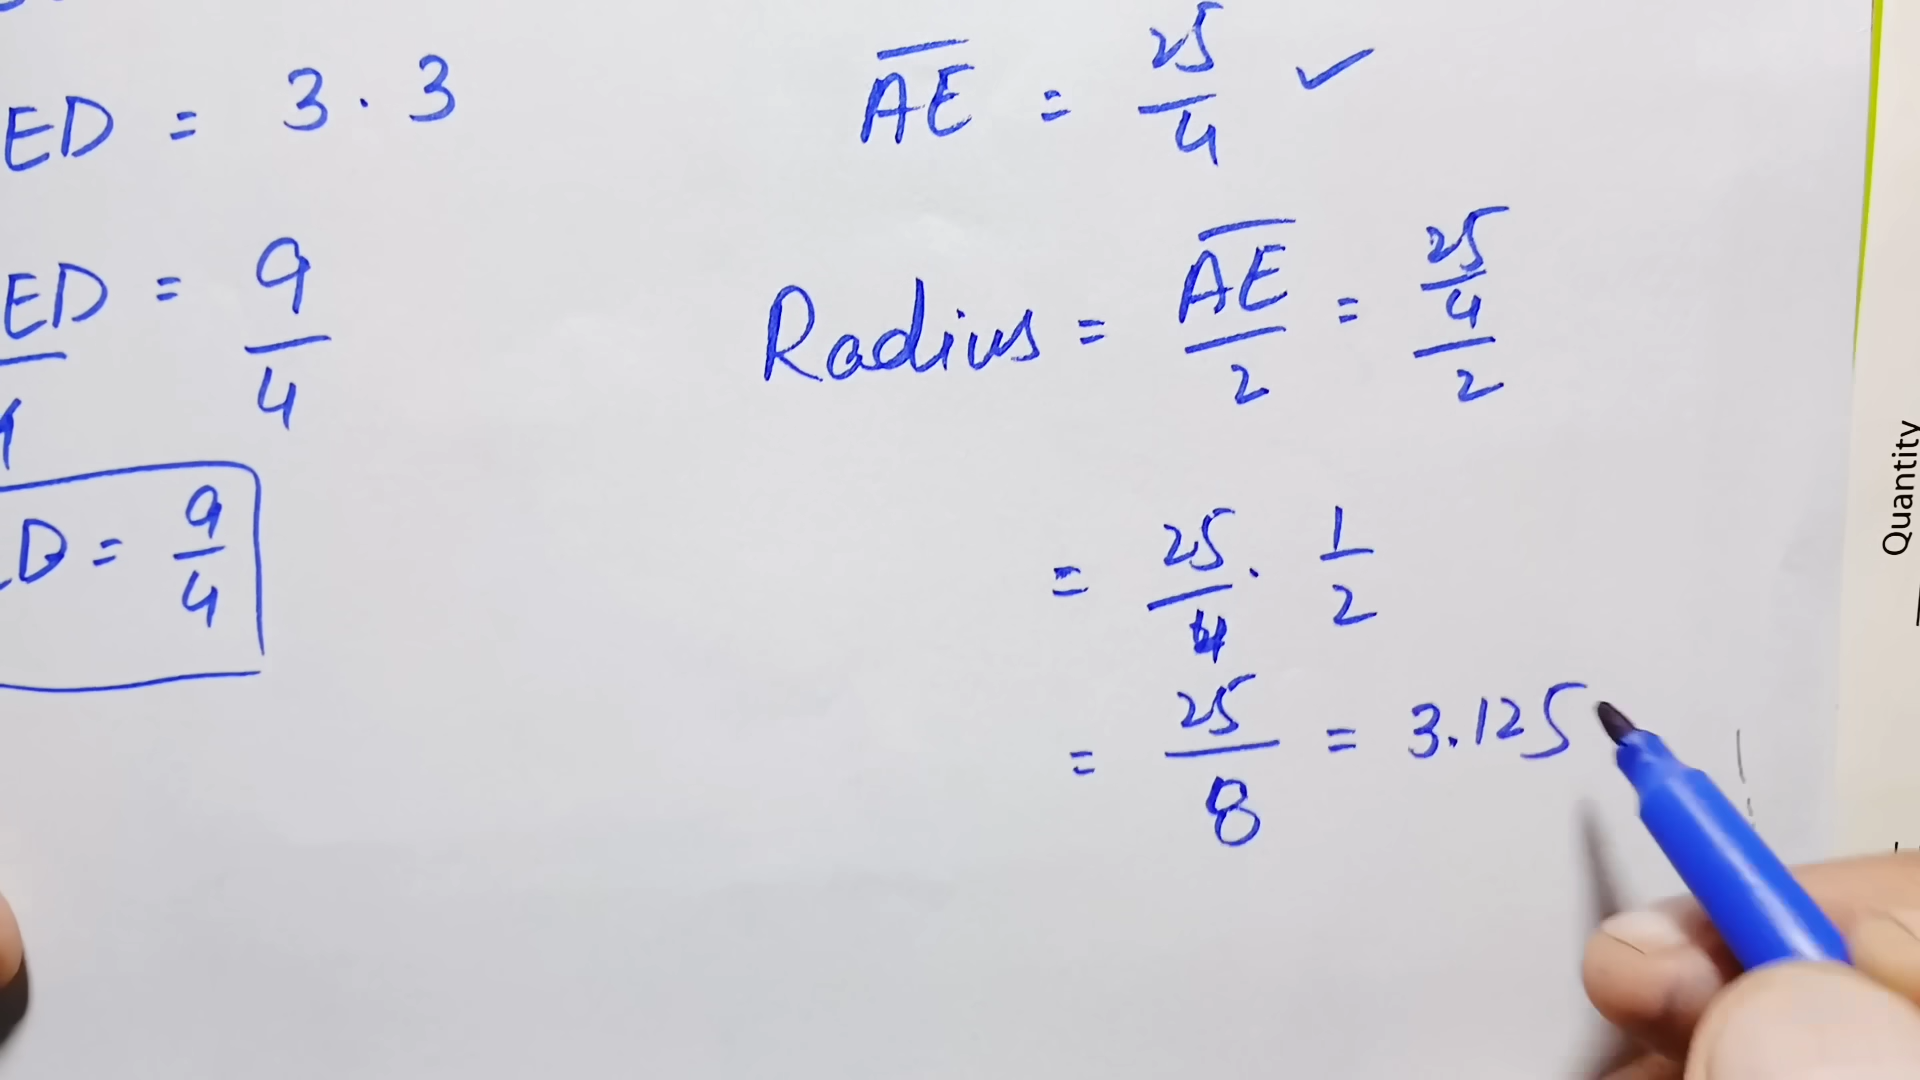 ED = 3 . 3
ED = 9/4
4
D = 9/4
AE = 25/4 ✓
Radius = AE/2 = 25/4/2
= 25/4 . 1/2
= 25/8 = 3.125
Quantity